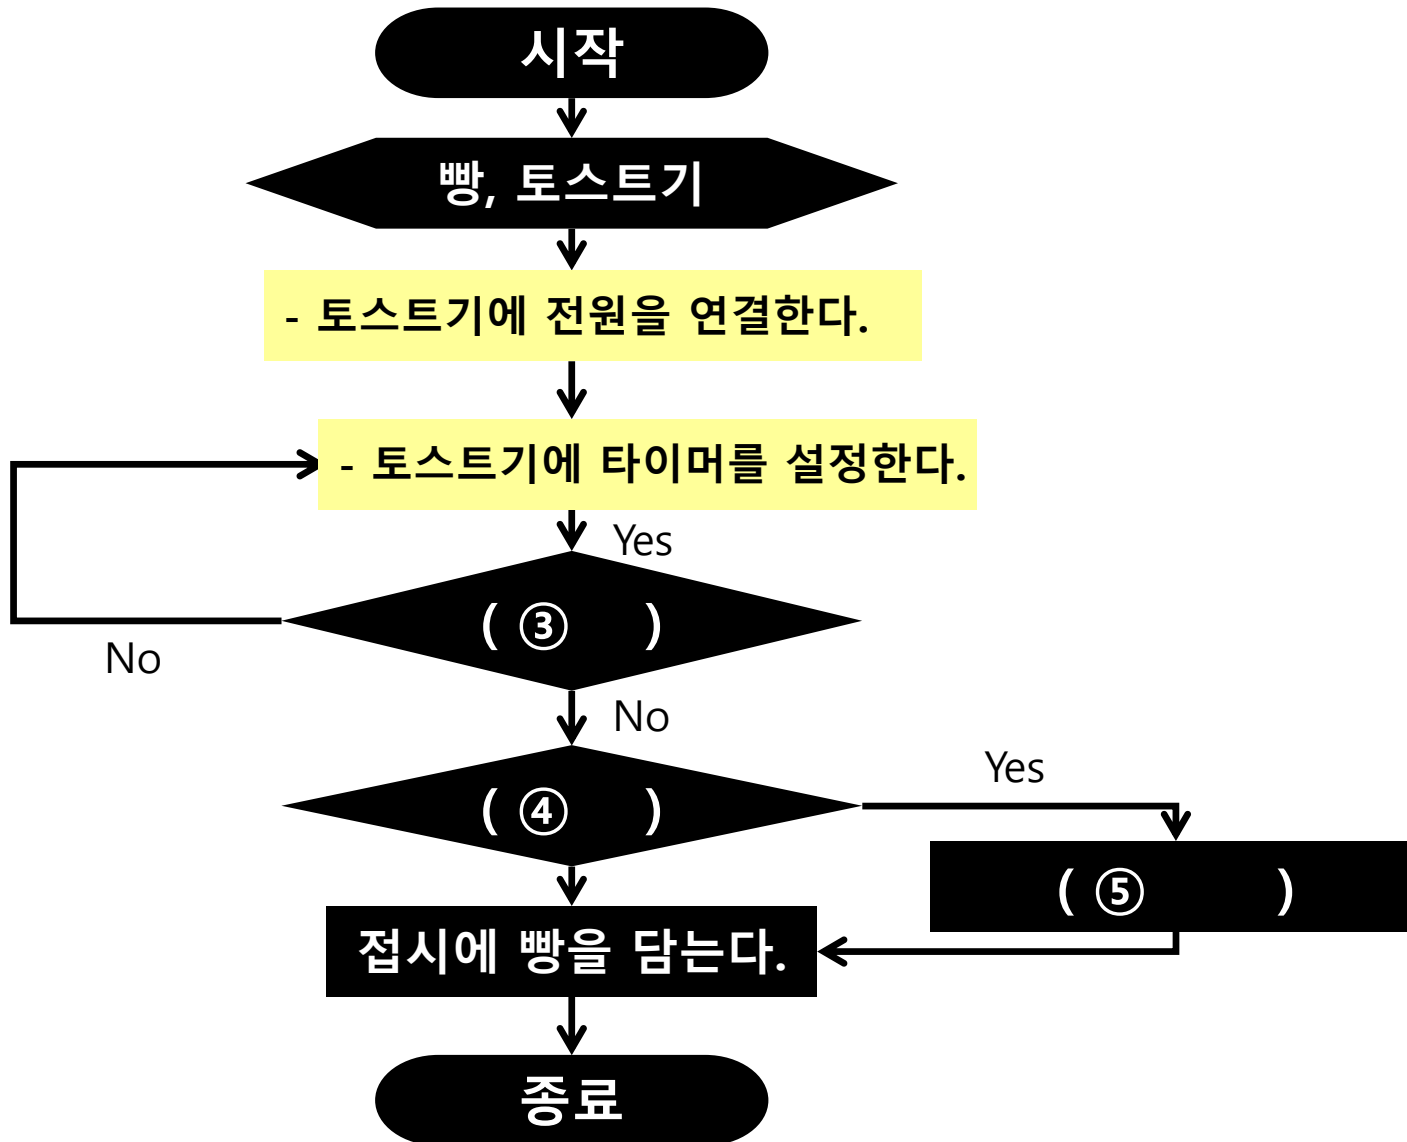 시작
빵, 토스트기
- 토스트기에 전원을 연결한다.
- 토스트기에 타이머를 설정한다.
Yes
( ③ )
No
No
( ④ )
Yes
( ⑤ )
접시에 빵을 담는다.
종료